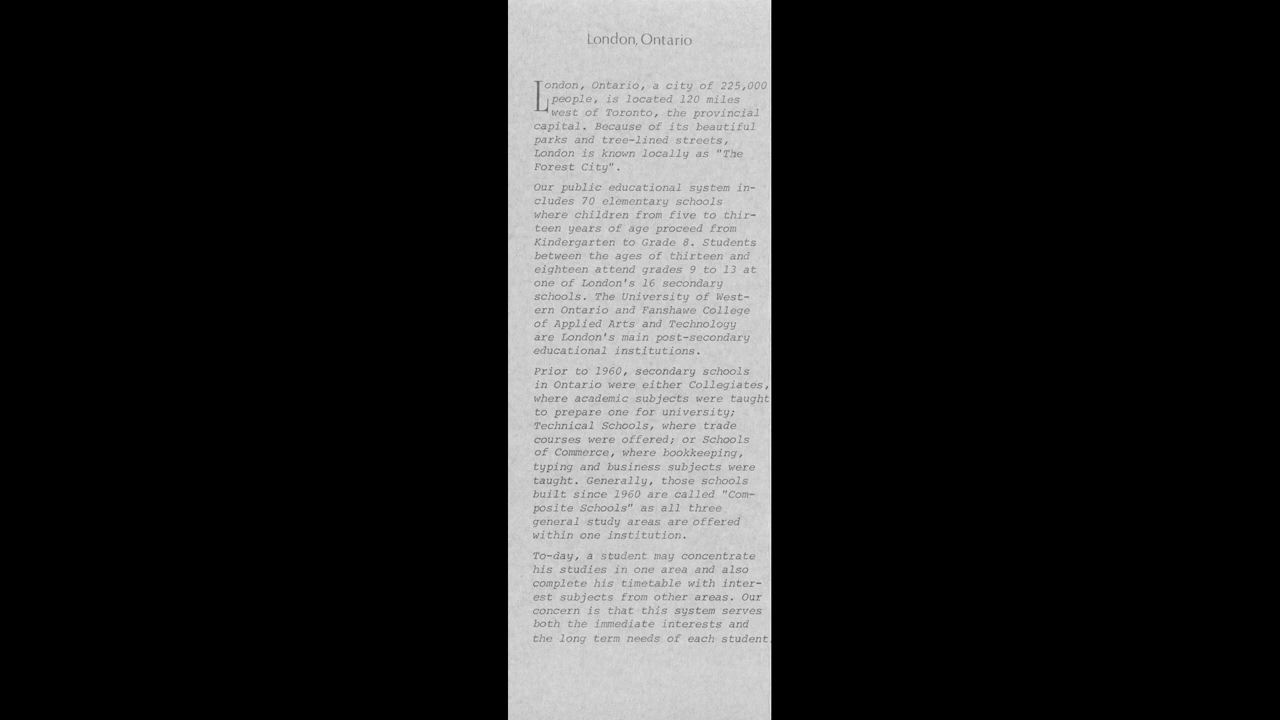 London, Ontario
London, Ontario, a city of 225,000
people, is located 120 miles
west of Toronto, the provincial
capital. Because of its beautiful
parks and tree-lined streets,
London is known locally as "The
Forest City".
Our public educational system in-
cludes 70 elementary schools
where children from five to thir-
teen years of age proceed from
Kindergarten to Grade 8. Students
between the ages of thirteen and
eighteen attend grades 9 to 13 at
one of London's 16 secondary
schools. The University of West-
ern Ontario and Fanshawe College
of Applied Arts and Technology
are London's main post-secondary
educational institutions.
Prior to 1960, secondary schools
in Ontario were either Collegiates,
where academic subjects were taught
to prepare one for university;
Technical Schools, where trade
courses were offered; or Schools
of Commerce, where bookkeeping,
typing and business subjects were
taught. Generally, those schools
built since 1960 are called "Com-
posite Schools" as all three
general study areas are offered
within one institution.
To-day, a student may concentrate
his studies in one area and also
complete his timetable with inter-
est subjects from other areas. Our
concern is that this system serves
both the immediate interests and
the long term needs of each student.